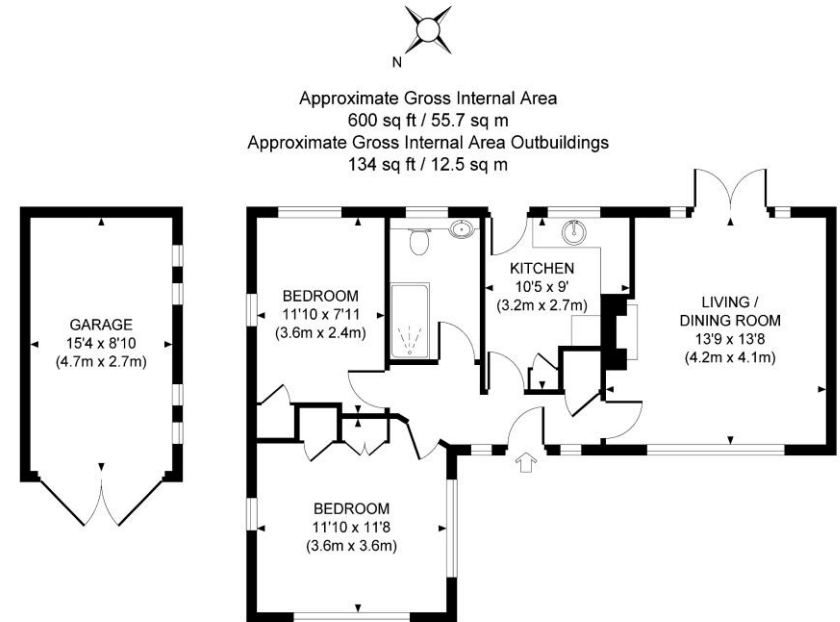 N
Approximate Gross Internal Area
600 sq ft / 55.7 sq m
Approximate Gross Internal Area Outbuildings
134 sq ft / 12.5 sq m
GARAGE
15'4 x 8'10
(4.7m x 2.7m)
BEDROOM
11'10 x 7'11
(3.6m x 2.4m)
KITCHEN
10'5 x 9'
(3.2m x 2.7m)
LIVING /
DINING ROOM
13'9 x 13'8
(4.2m x 4.1m)
BEDROOM
11'10 x 11'8
(3.6m x 3.6m)